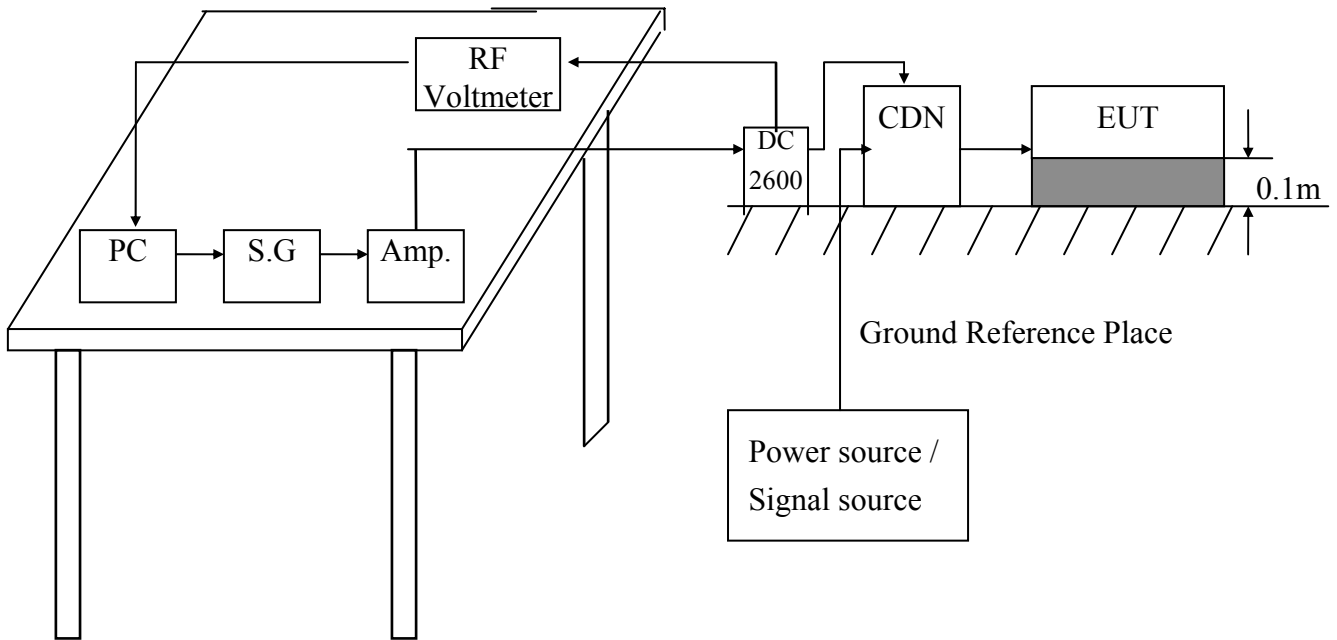 RF
Voltmeter
DC
2600
CDN
EUT
0.1m
PC
S.G
Amp.
Ground Reference Place
Power source /
Signal source